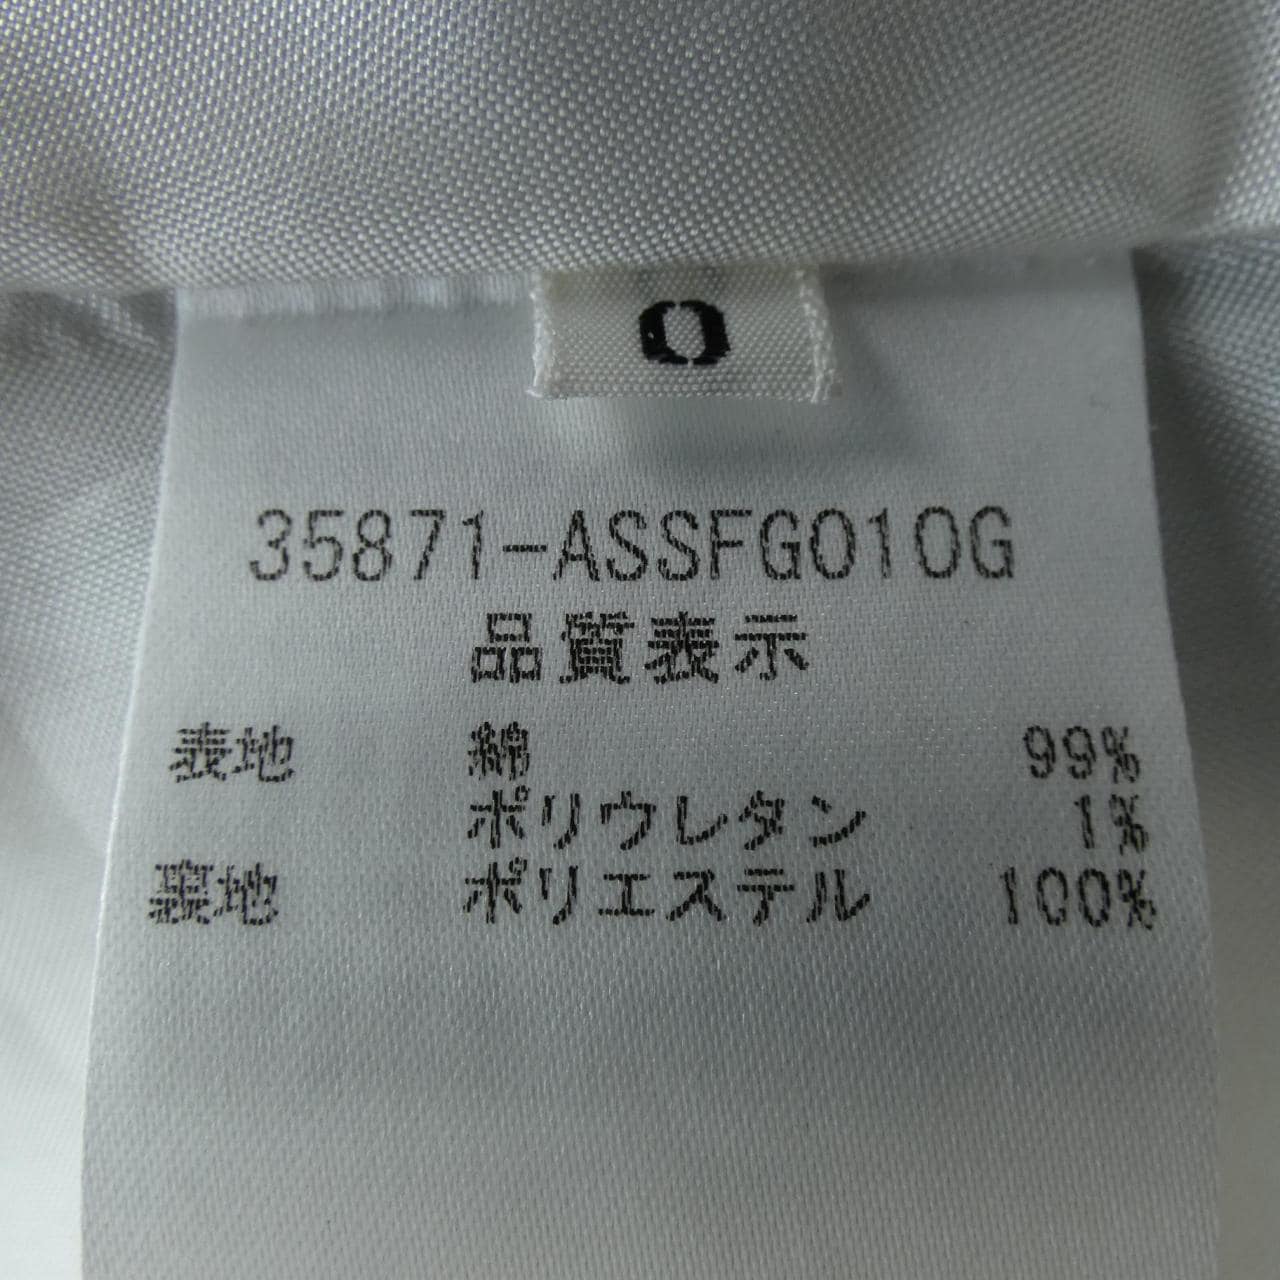 0
35871-ASSFG010G
品質表示
表地 綿 99%
ポリウレタン 1%
裏地 ポリエステル 100%